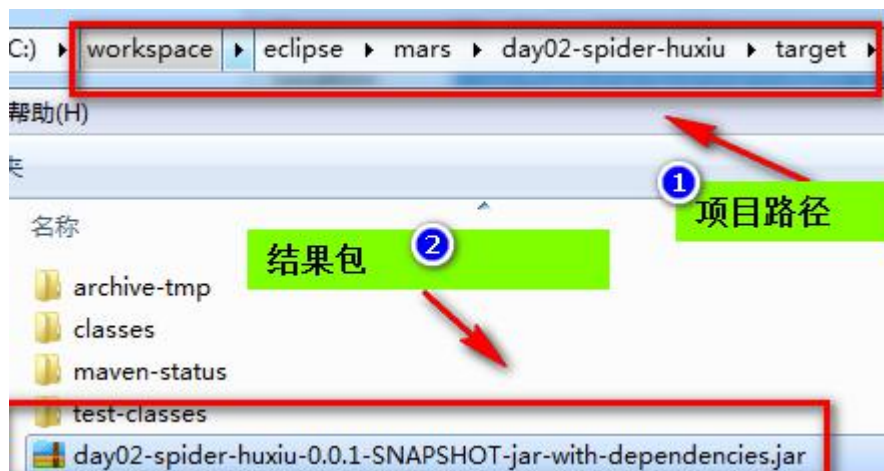 C:) ▸ workspace ▸ eclipse ▸ mars ▸ day02-spider-huxiu ▸ target ▸
帮助(H)
1
项目路径
名称
结果包
2
archive-tmp
classes
maven-status
test-classes
day02-spider-huxiu-0.0.1-SNAPSHOT-jar-with-dependencies.jar